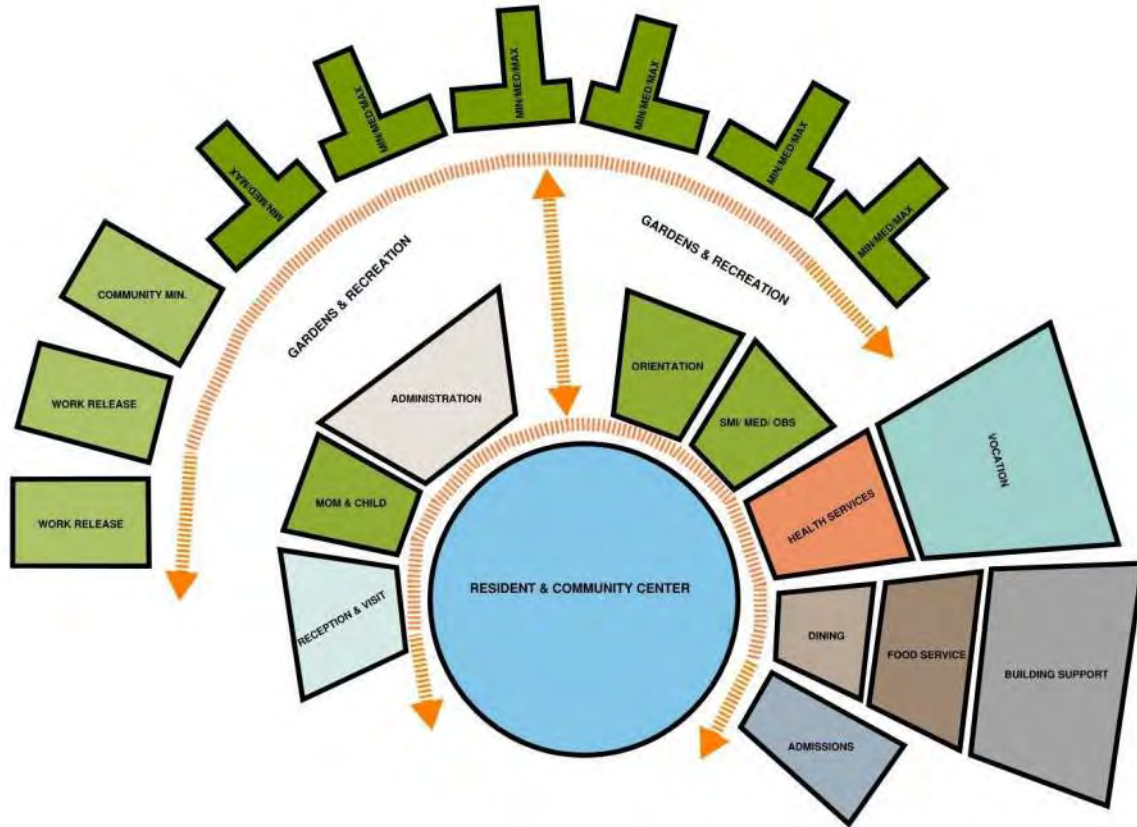 MIN/MED/MAX
MIN/MED/MAX
MIN/MED/MAX
MIN/MED/MAX
MIN/MED/MAX
MIN/MED/MAX
COMMUNITY MIN.
WORK RELEASE
WORK RELEASE
GARDENS & RECREATION
GARDENS & RECREATION
ADMINISTRATION
MOM & CHILD
RECEPTION & VISIT
ORIENTATION
SMI/ MED/ OBS
HEALTH SERVICES
VOCATION
RESIDENT & COMMUNITY CENTER
DINING
FOOD SERVICE
BUILDING SUPPORT
ADMISSIONS